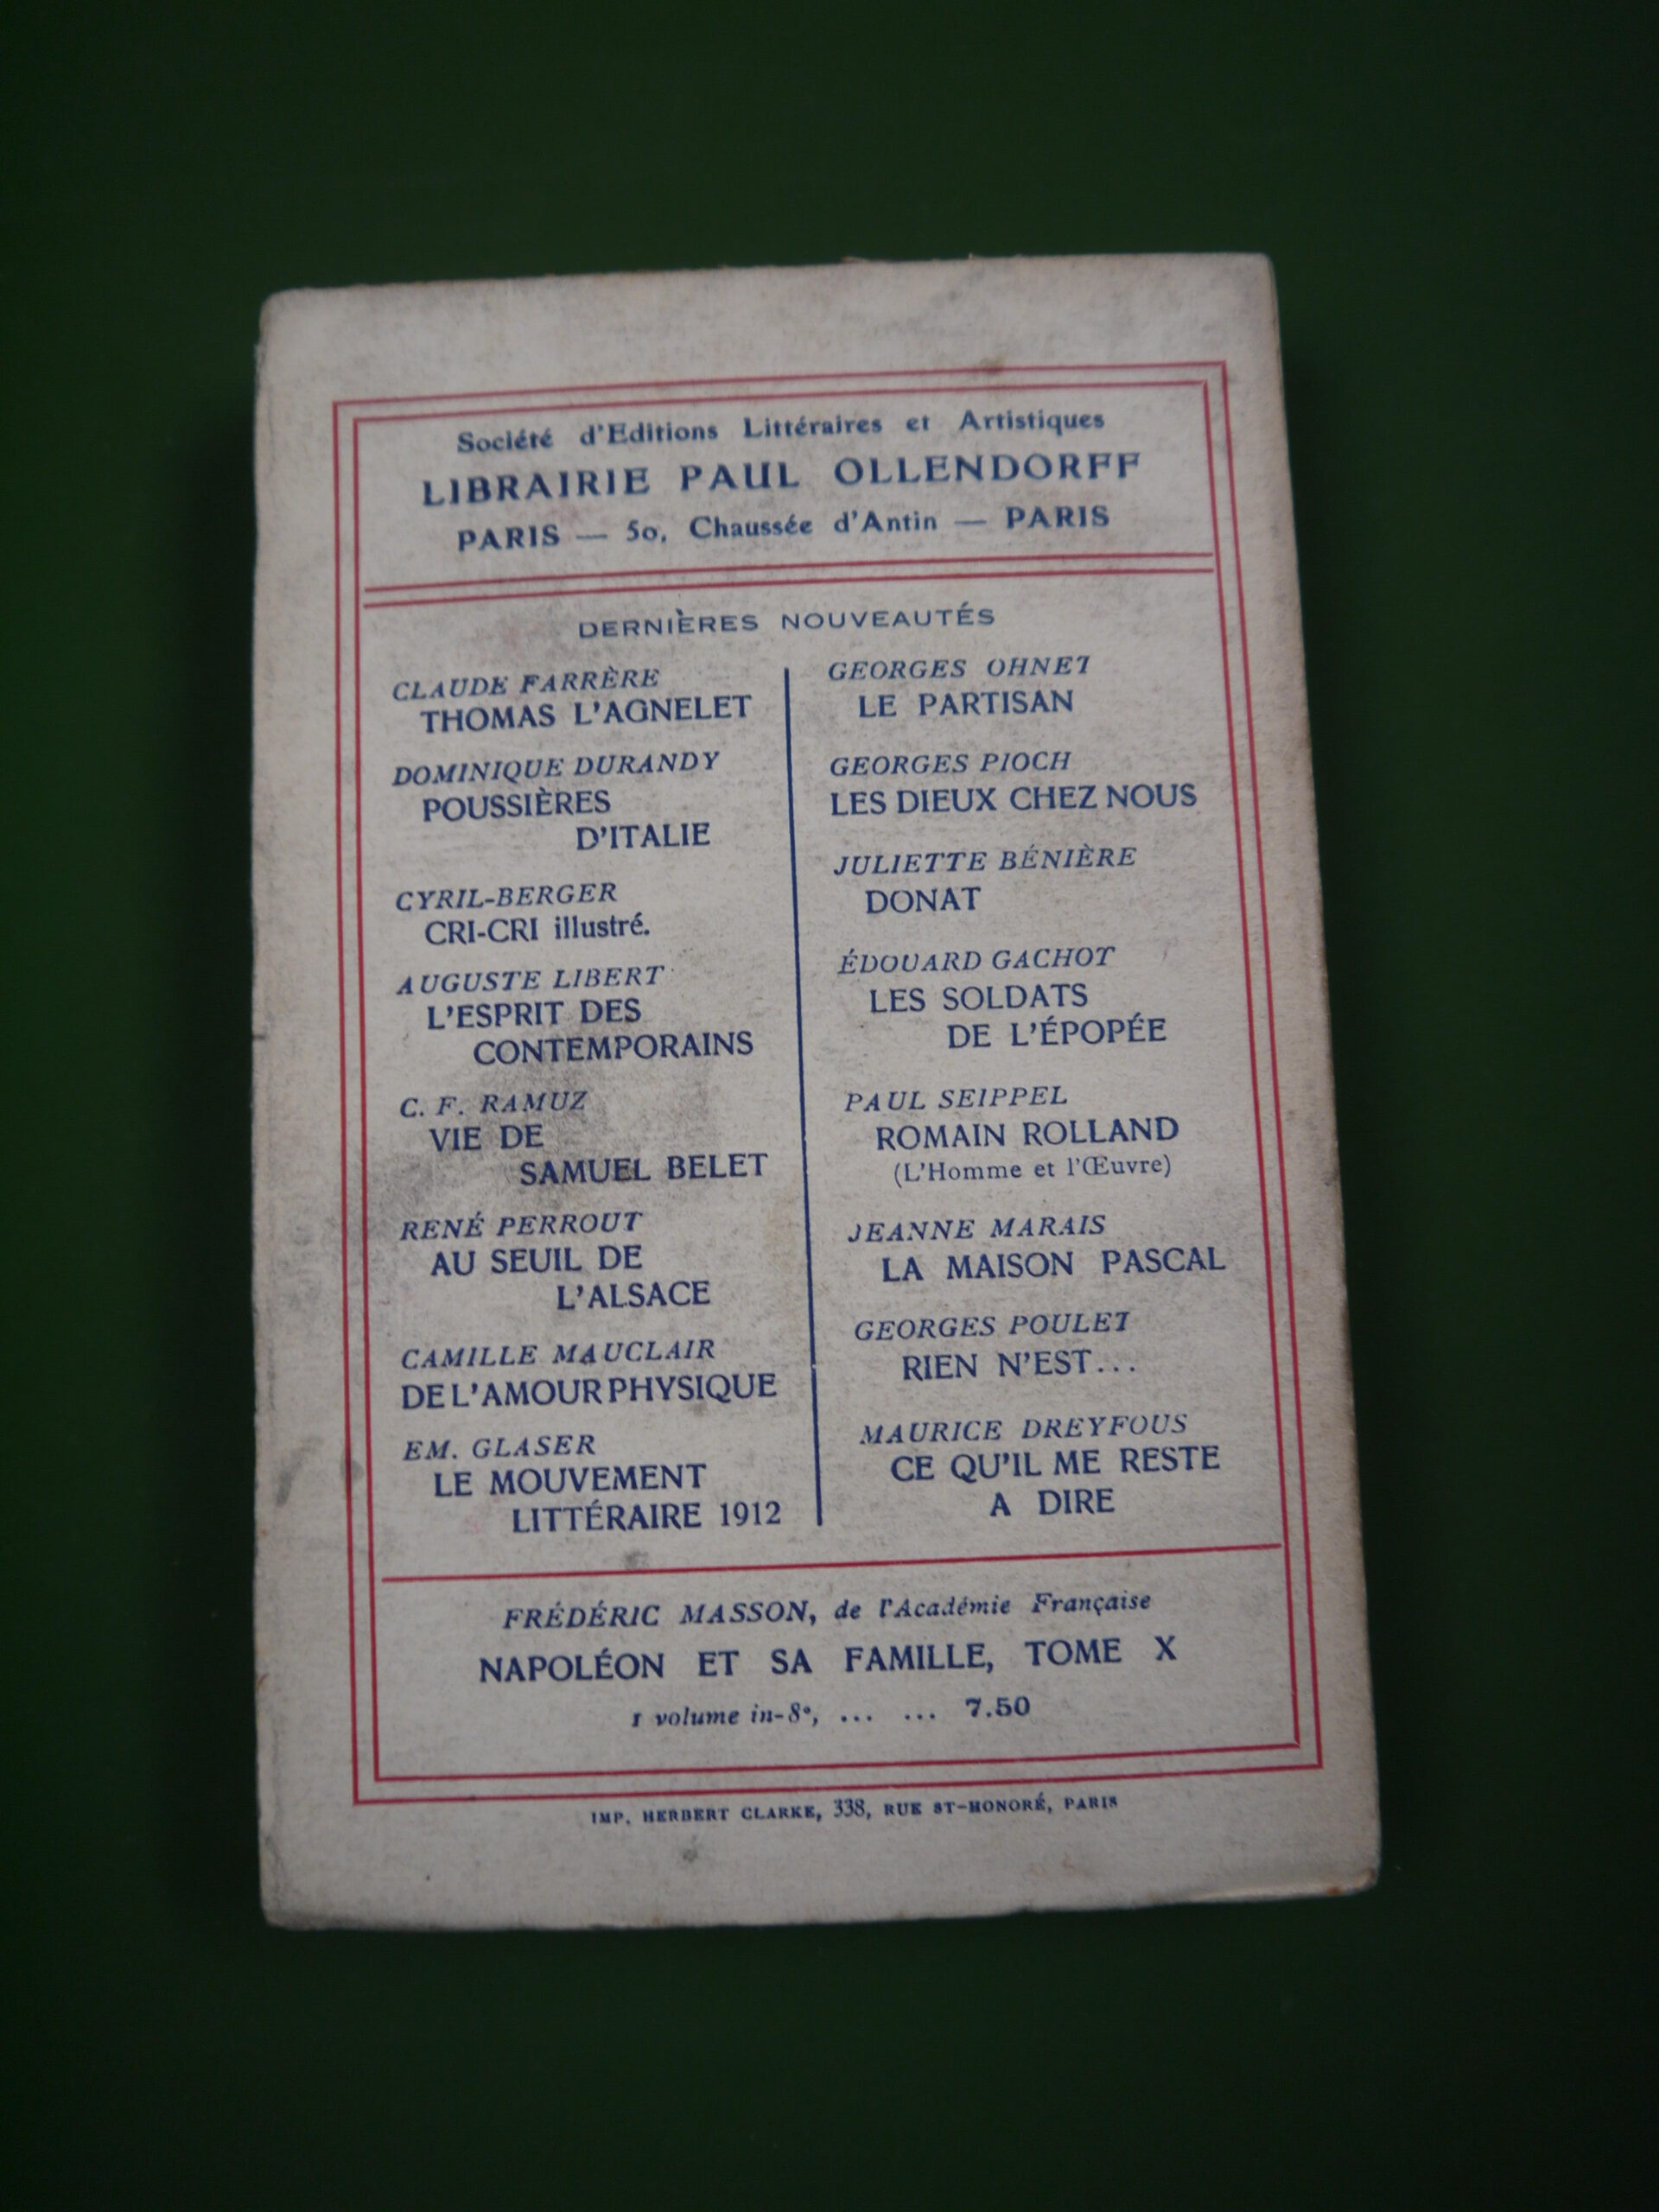 Société d'Editions Littéraires et Artistiques
LIBRAIRIE PAUL OLLENDORFF
PARIS — 50, Chaussée d'Antin — PARIS
DERNIÈRES NOUVEAUTÉS
CLAUDE FARRÈRE
THOMAS L'AGNELET
DOMINIQUE DURANDY
POUSSIÈRES
D'ITALIE
CYRIL-BERGER
CRI-CRI illustré.
AUGUSTE LIBERT
L'ESPRIT DES
CONTEMPORAINS
C. F. RAMUZ
VIE DE
SAMUEL BELET
RENÉ PERROUT
AU SEUIL DE
L'ALSACE
CAMILLE MAUCLAIR
DE L'AMOUR PHYSIQUE
EM. GLASER
LE MOUVEMENT
LITTÉRAIRE 1912
GEORGES OHNET
LE PARTISAN
GEORGES PIOCH
LES DIEUX CHEZ NOUS
JULIETTE BÉNIÈRE
DONAT
ÉDOUARD GACHOT
LES SOLDATS
DE L'ÉPOPÉE
PAUL SEIPPEL
ROMAIN ROLLAND
(L'Homme et l'Œuvre)
JEANNE MARAIS
LA MAISON PASCAL
GEORGES POULET
RIEN N'EST...
MAURICE DREYFOUS
CE QU'IL ME RESTE
A DIRE
FRÉDÉRIC MASSON, de l'Académie Française
NAPOLÉON ET SA FAMILLE, TOME X
1 volume in-8°, ... ... 7.50
IMP. HERBERT CLARKE, 338, RUE ST-HONORÉ, PARIS